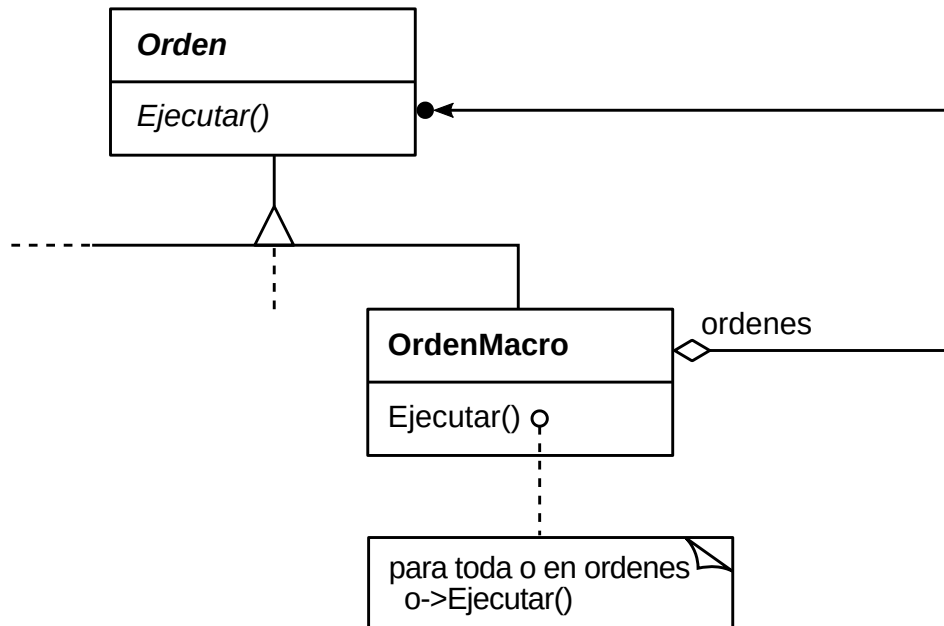 Orden
Ejecutar()
OrdenMacro
ordenes
Ejecutar()
para toda o en ordenes
o->Ejecutar()